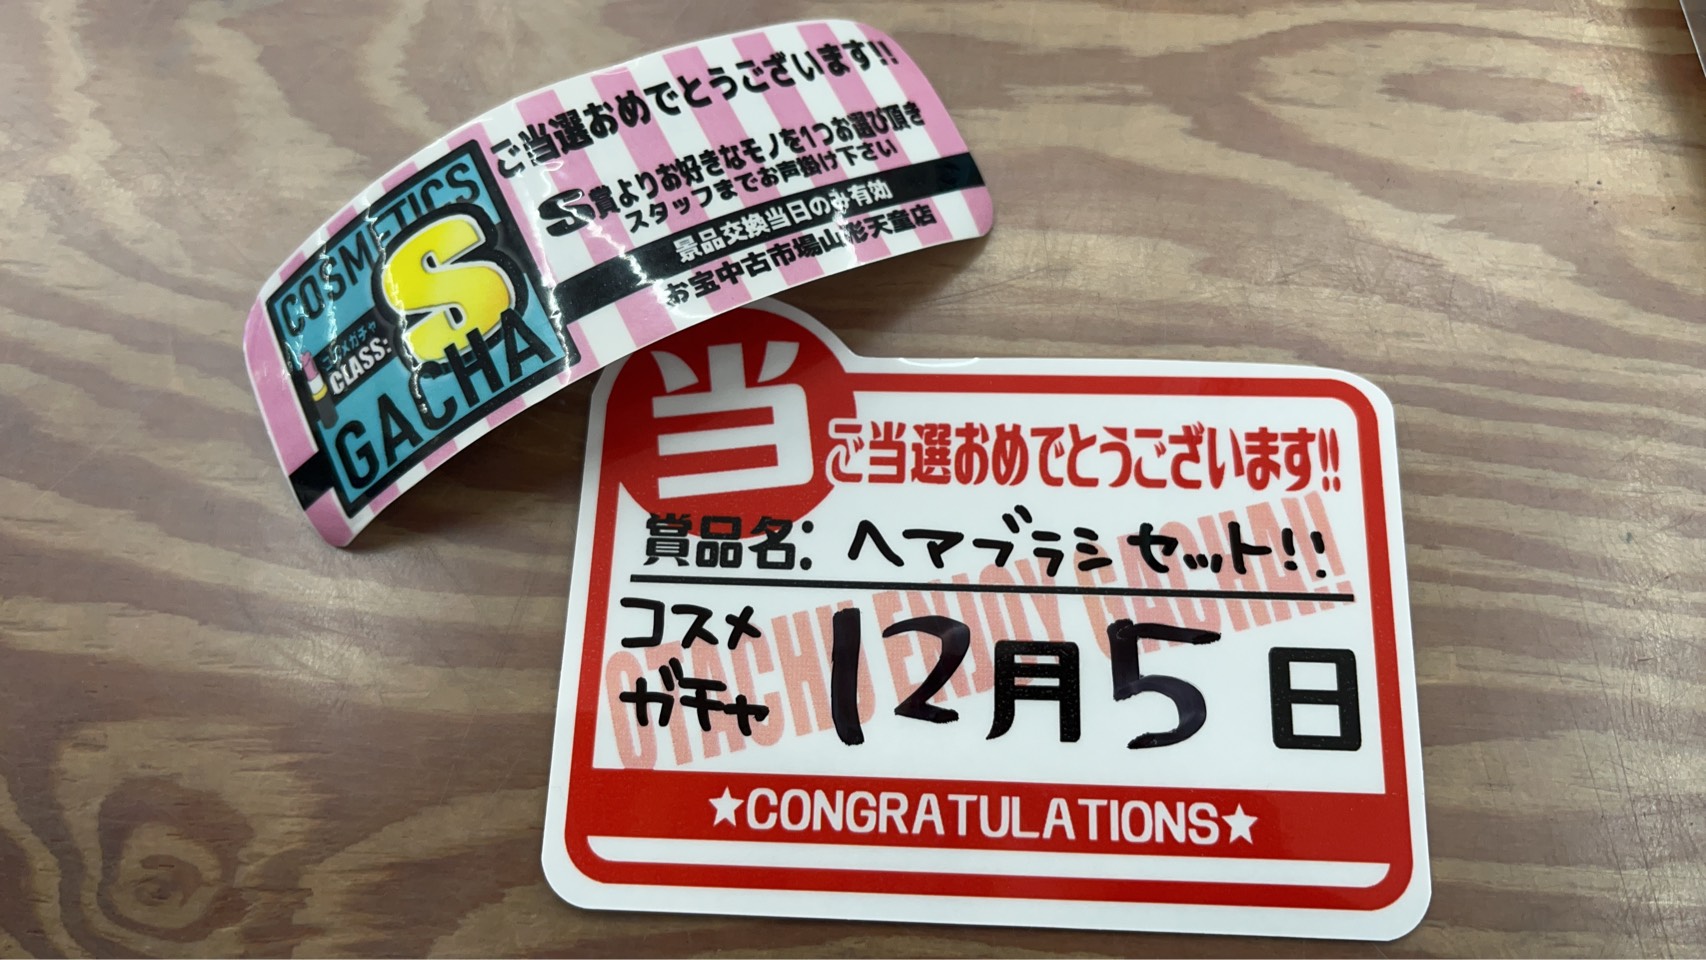 ご当選おめでとうございます!!
S賞よりお好きなモノを1つお選び頂き
スタッフまでお声掛け下さい
景品交換当日のみ有効
お宝中古市場山形天童店
COSMETICS
コスメガチャ
CLASS:
S
GACHA
当
ご当選おめでとうございます!!
賞品名: ヘマブラシセット!!
コスメ
ガチャ
12月5日
OTACHU ENJOY GACHA!!
★CONGRATULATIONS★